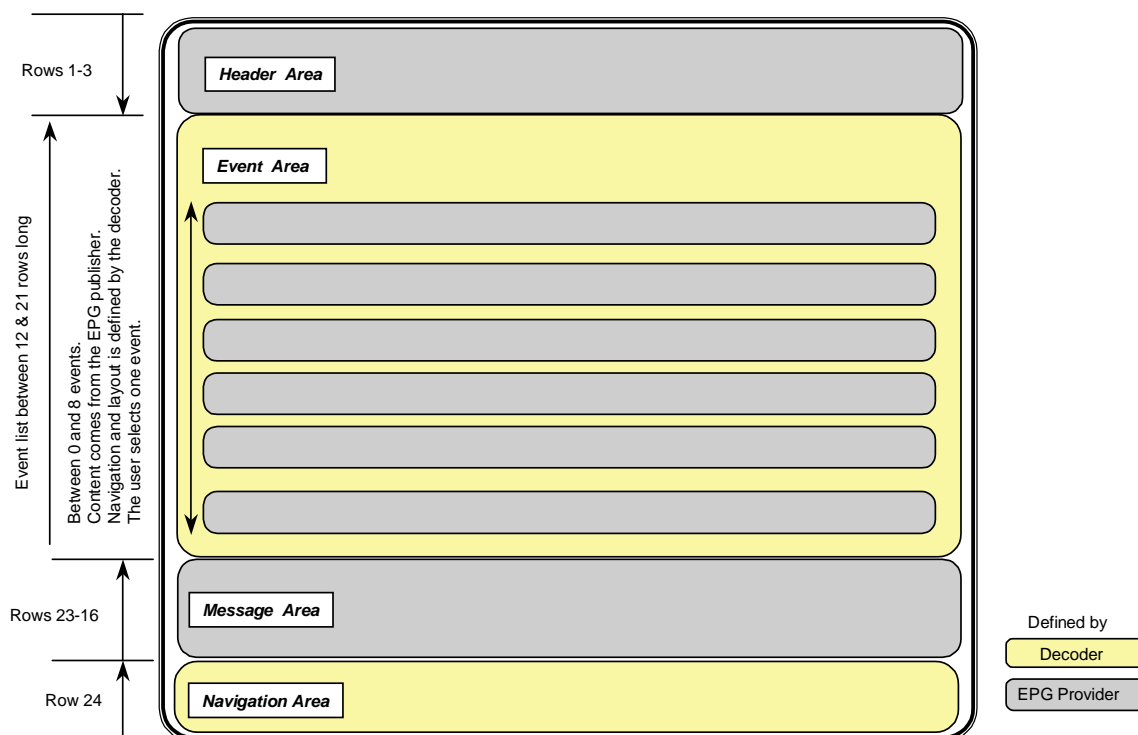 Rows 1-3
Header Area
Event Area
Event list between 12 & 21 rows long
Between 0 and 8 events.
Content comes from the EPG publisher.
Navigation and layout is defined by the decoder.
The user selects one event.
Rows 23-16
Message Area
Row 24
Navigation Area
Defined by
Decoder
EPG Provider